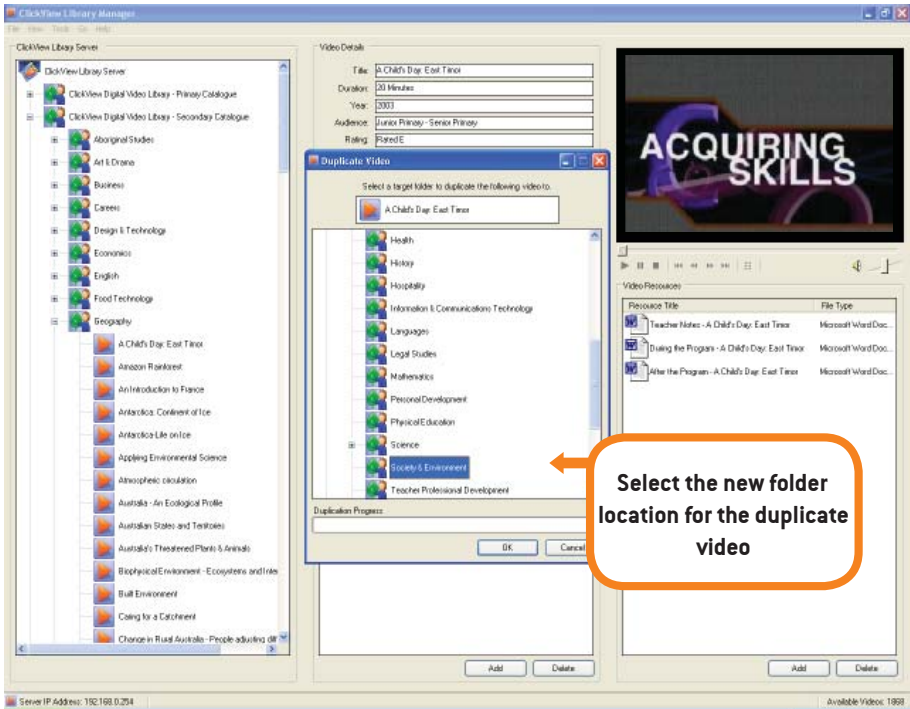 ClickView Library Manager
File View Tools Go Help
ClickView Library Server
ClickView Library Server
ClickView Digital Video Library - Primary Catalogue
ClickView Digital Video Library - Secondary Catalogue
Aboriginal Studies
Art & Drama
Business
Careers
Design & Technology
Economics
English
Food Technology
Geography
A Child's Day: East Timor
Amazon Rainforest
An Introduction to France
Antarctica: Continent of Ice
Antarctica-Life on Ice
Applying Environmental Science
Atmospheric circulation
Australia - An Ecological Profile
Australian States and Territories
Australia's Threatened Plants & Animals
Biophysical Environment - Ecosystems and Inter
Built Environment
Caring for a Catchment
Change in Rural Australia - People adjusting diff
Video Details
Title: A Child's Day: East Timor
Duration: 20 Minutes
Year: 2003
Audience: Junior Primary - Senior Primary
Rating: Rated E
Duplicate Video
Select a target folder to duplicate the following video to.
A Child's Day: East Timor
Health
History
Hospitality
Information & Communications Technology
Languages
Legal Studies
Mathematics
Personal Development
Physical Education
Science
Society & Environment
Teacher Professional Development
Duplication Progress
OK Cancel
Add Delete
ACQUIRING
SKILLS
Video Resources
Resource Title File Type
Teacher Notes - A Child's Day: East Timor Microsoft Word Doc...
During the Program - A Child's Day: East Timor Microsoft Word Doc...
After the Program - A Child's Day: East Timor Microsoft Word Doc...
Select the new folder
location for the duplicate
video
Add Delete
Server IP Address: 192.168.0.254
Available Videos: 1868